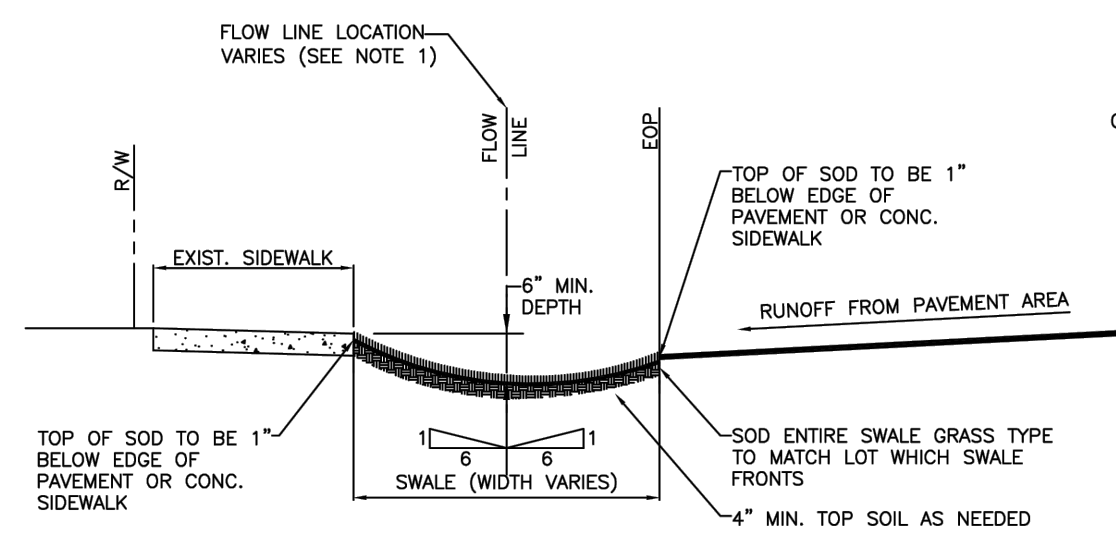 FLOW LINE LOCATION
VARIES (SEE NOTE 1)
R/W
FLOW
LINE
EOP
TOP OF SOD TO BE 1"
BELOW EDGE OF
PAVEMENT OR CONC.
SIDEWALK
EXIST. SIDEWALK
6" MIN.
DEPTH
RUNOFF FROM PAVEMENT AREA
TOP OF SOD TO BE 1"
BELOW EDGE OF
PAVEMENT OR CONC.
SIDEWALK
1 1
6 6
SWALE (WIDTH VARIES)
SOD ENTIRE SWALE GRASS TYPE
TO MATCH LOT WHICH SWALE
FRONTS
4" MIN. TOP SOIL AS NEEDED